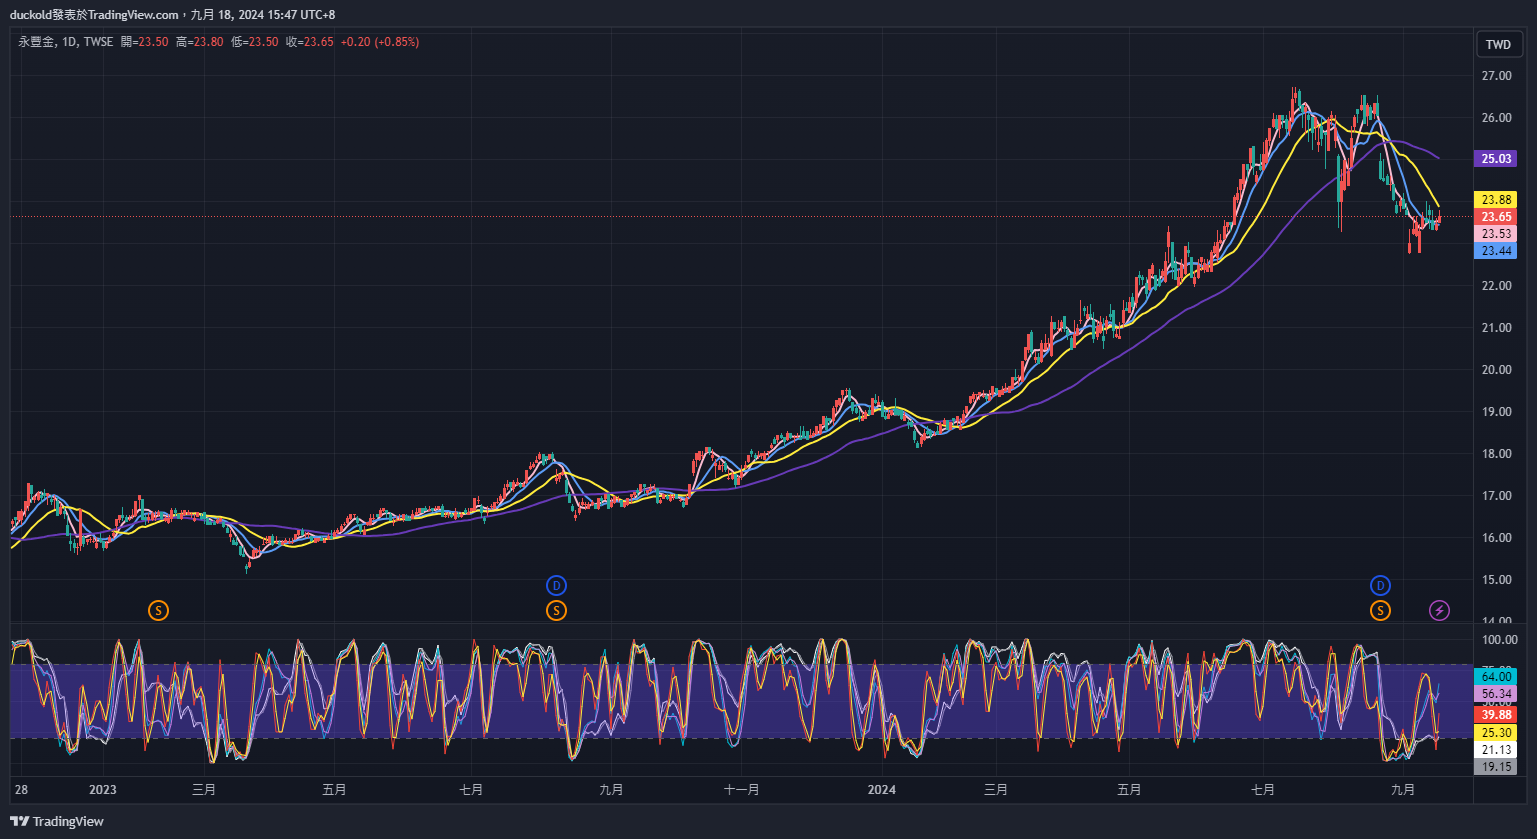 duckold發表於TradingView.com，九月 18, 2024 15:47 UTC+8
永豐金, 1D, TWSE 開=23.50 高=23.80 低=23.50 收=23.65 +0.20 (+0.85%)
TWD
27.00
26.00
25.03
23.88
23.65
23.53
23.44
22.00
21.00
20.00
19.00
18.00
17.00
16.00
15.00
14.00
D
D
S
S
S
100.00
64.00
56.34
39.88
25.30
21.13
19.15
28 2023 三月 五月 七月 九月 十一月 2024 三月 五月 七月 九月
TradingView